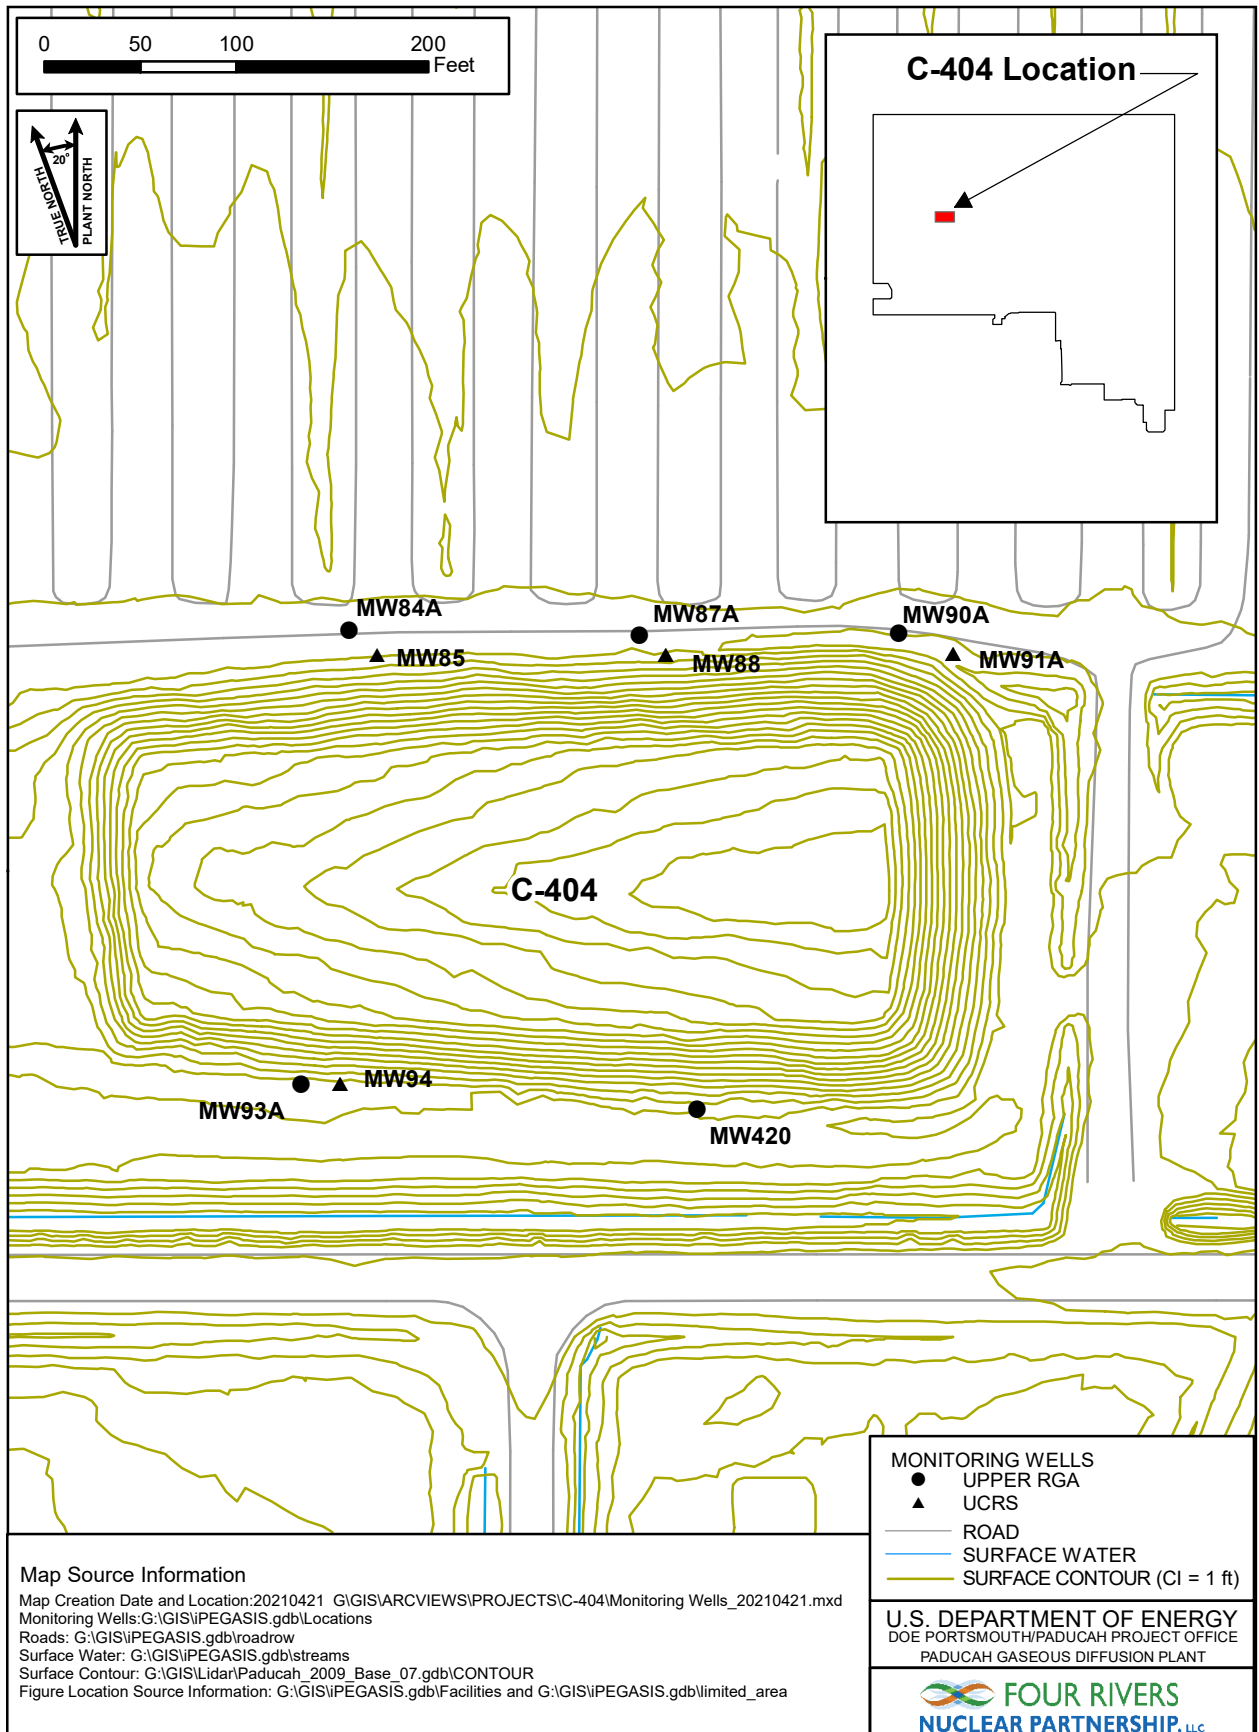 0 50 100 200
Feet
TRUE NORTH
20°
PLANT NORTH
C-404 Location
MW84A
MW87A
MW90A
MW85
MW88
MW91A
C-404
MW94
MW93A
MW420
MONITORING WELLS
UPPER RGA
UCRS
ROAD
SURFACE WATER
SURFACE CONTOUR (CI = 1 ft)
Map Source Information
Map Creation Date and Location:20210421 G\GIS\ARCVIEWS\PROJECTS\C-404\Monitoring Wells_20210421.mxd
Monitoring Wells:G:\GIS\iPEGASIS.gdb\Locations
Roads: G:\GIS\iPEGASIS.gdb\roadrow
Surface Water: G:\GIS\iPEGASIS.gdb\streams
Surface Contour: G:\GIS\Lidar\Paducah_2009_Base_07.gdb\CONTOUR
Figure Location Source Information: G:\GIS\iPEGASIS.gdb\Facilities and G:\GIS\iPEGASIS.gdb\limited_area
U.S. DEPARTMENT OF ENERGY
DOE PORTSMOUTH/PADUCAH PROJECT OFFICE
PADUCAH GASEOUS DIFFUSION PLANT
FOUR RIVERS
NUCLEAR PARTNERSHIP, LLC